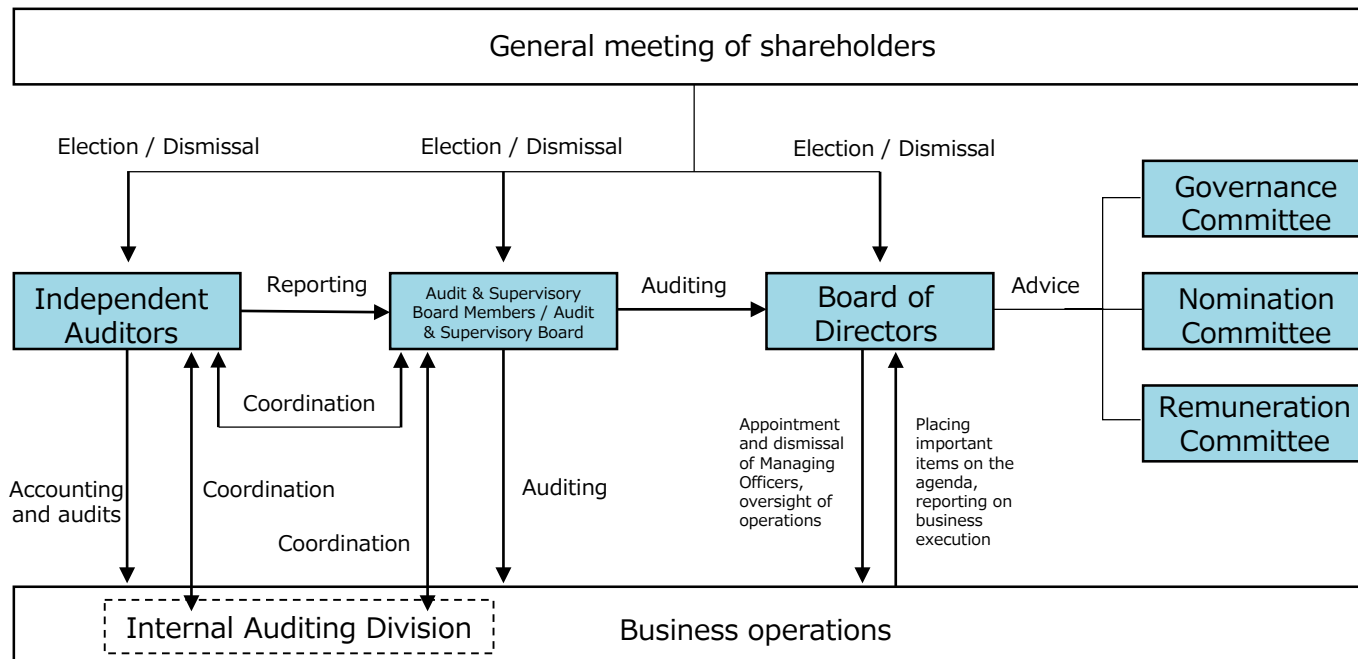 General meeting of shareholders
Election / Dismissal
Election / Dismissal
Election / Dismissal
Governance
Committee
Independent
Auditors
Reporting
Audit & Supervisory
Board Members / Audit
& Supervisory Board
Auditing
Board of
Directors
Advice
Nomination
Committee
Remuneration
Committee
Coordination
Accounting
and audits
Coordination
Coordination
Auditing
Appointment
and dismissal
of Managing
Officers,
oversight of
operations
Placing
important
items on the
agenda,
reporting on
business
execution
Internal Auditing Division
Business operations